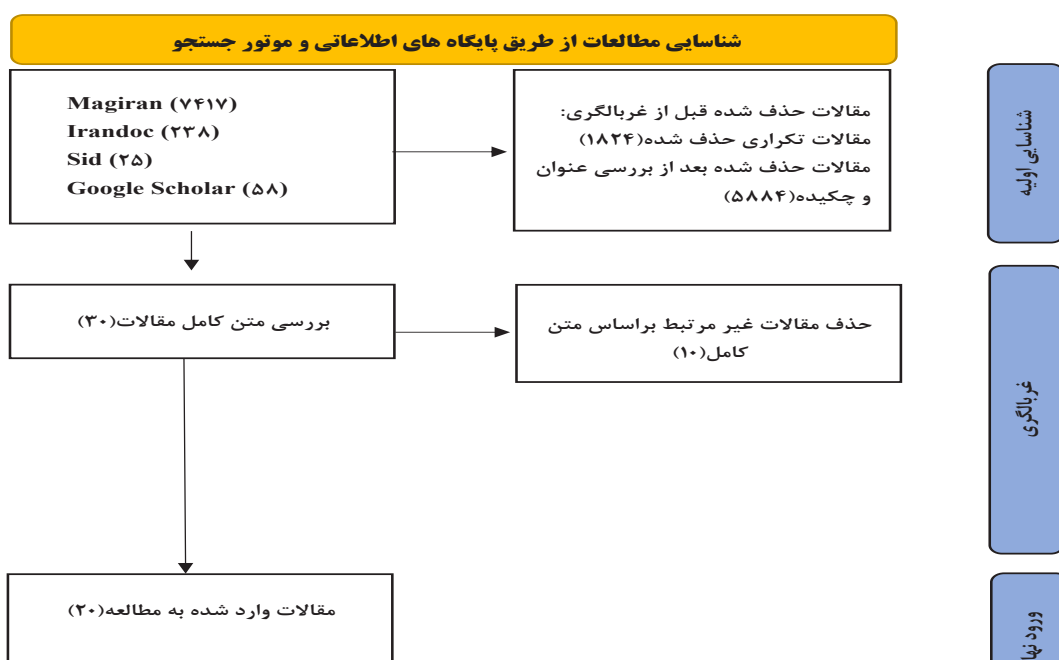 شناسایی مطالعات از طریق پایگاه های اطلاعاتی و موتور جستجو
Magiran (۷۴۱۷)
Irandoc (۲۳۸)
Sid (۲۵)
Google Scholar (۵۸)
مقالات حذف شده قبل از غربالگری:
مقالات تکراری حذف شده(۱۸۲۴)
مقالات حذف شده بعد از بررسی عنوان
و چکیده(۵۸۸۴)
شناسایی اولیه
بررسی متن کامل مقالات(۳۰)
حذف مقالات غیر مرتبط براساس متن
کامل(۱۰)
غربالگری
مقالات وارد شده به مطالعه(۲۰)
ورود نها